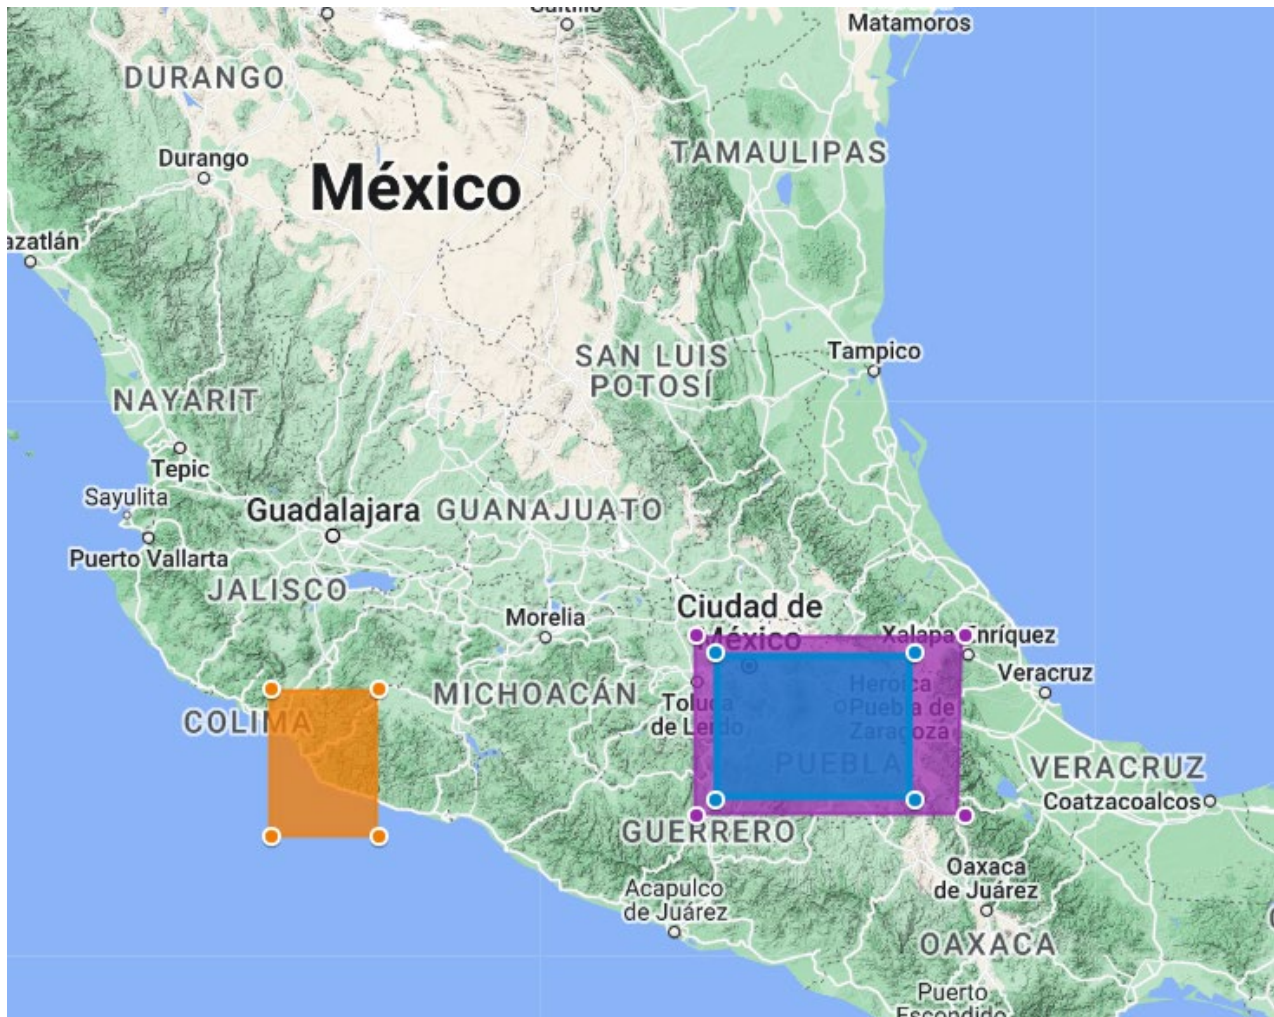 Saltillo
Matamoros
DURANGO
Durango
TAMAULIPAS
México
azatlán
SAN LUIS
POTOSÍ
Tampico
NAYARIT
Tepic
Sayulita
Guadalajara
GUANAJUATO
Puerto Vallarta
JALISCO
Morelia
Ciudad de
México
Xalapa Enríquez
Veracruz
MICHOACÁN
Toluca
de Lerdo
Heroica
Puebla de
Zaragoza
COLIMA
PUEBLA
VERACRUZ
Coatzacoalcos
GUERRERO
Oaxaca
de Juárez
Acapulco
de Juárez
OAXACA
Puerto
Escondido